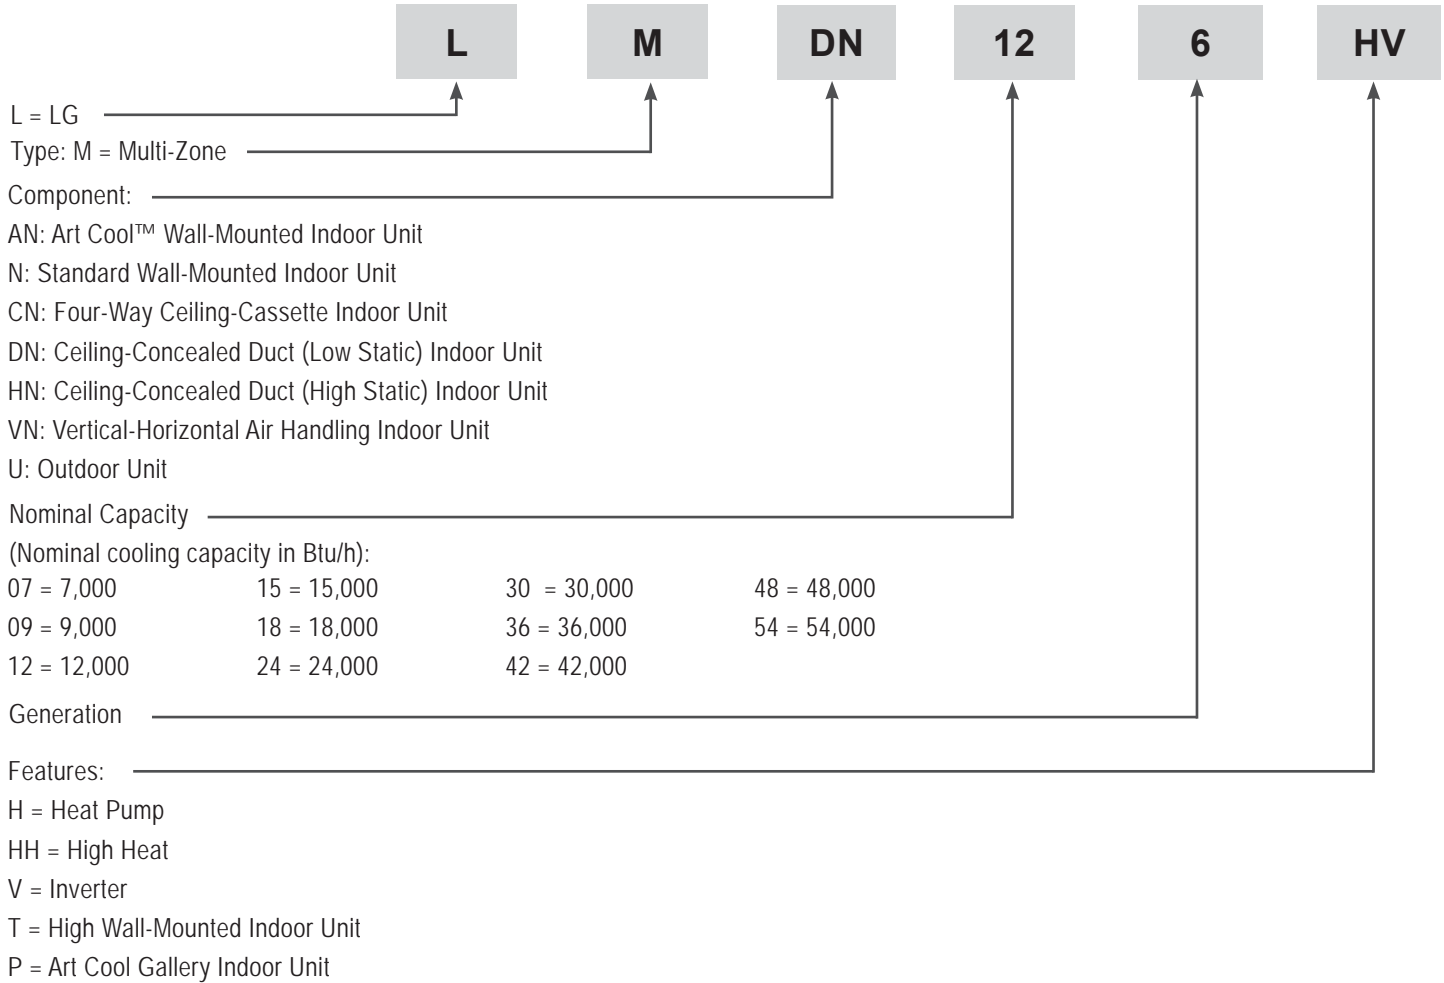 L M DN 12 6 HV
L = LG
Type: M = Multi-Zone
Component:
AN: Art Cool™ Wall-Mounted Indoor Unit
N: Standard Wall-Mounted Indoor Unit
CN: Four-Way Ceiling-Cassette Indoor Unit
DN: Ceiling-Concealed Duct (Low Static) Indoor Unit
HN: Ceiling-Concealed Duct (High Static) Indoor Unit
VN: Vertical-Horizontal Air Handling Indoor Unit
U: Outdoor Unit
Nominal Capacity
(Nominal cooling capacity in Btu/h):
07 = 7,000 15 = 15,000 30 = 30,000 48 = 48,000
09 = 9,000 18 = 18,000 36 = 36,000 54 = 54,000
12 = 12,000 24 = 24,000 42 = 42,000
Generation
Features:
H = Heat Pump
HH = High Heat
V = Inverter
T = High Wall-Mounted Indoor Unit
P = Art Cool Gallery Indoor Unit